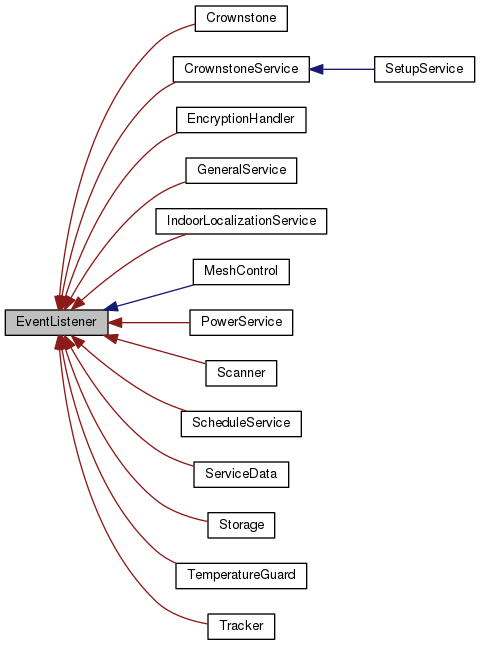 Crownstone
CrownstoneService
SetupService
EncryptionHandler
GeneralService
IndoorLocalizationService
MeshControl
EventListener
PowerService
Scanner
ScheduleService
ServiceData
Storage
TemperatureGuard
Tracker